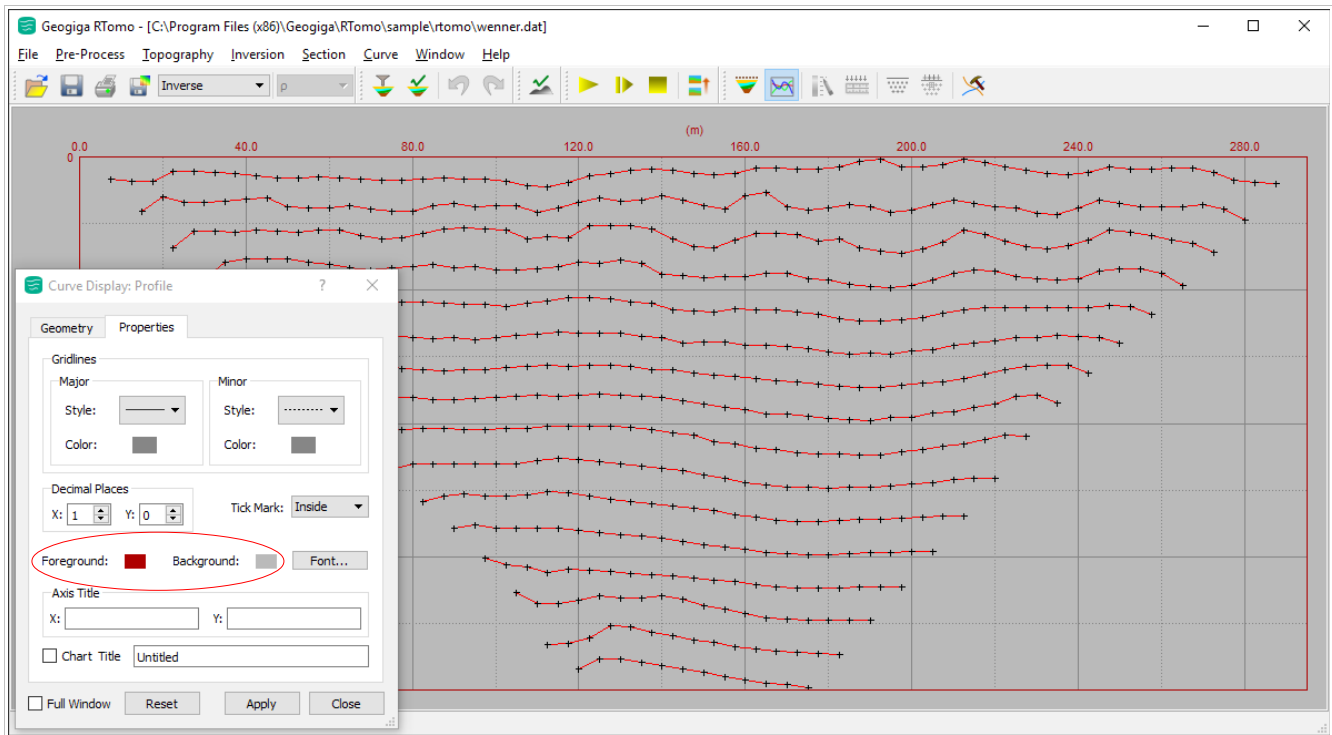 Geogiga RTomo - [C:\Program Files (x86)\Geogiga\RTomo\sample\rtomo\wenner.dat]
File Pre-Process Topography Inversion Section Curve Window Help
Inverse ρ
(m)
0.0 40.0 80.0 120.0 160.0 200.0 240.0 280.0
0
Curve Display: Profile ?
Geometry Properties
Gridlines
Major Minor
Style: Style:
Color: Color:
Decimal Places
X: 1 Y: 0 Tick Mark: Inside
Foreground: Background: Font...
Axis Title
X: Y:
Chart Title Untitled
Full Window Reset Apply Close